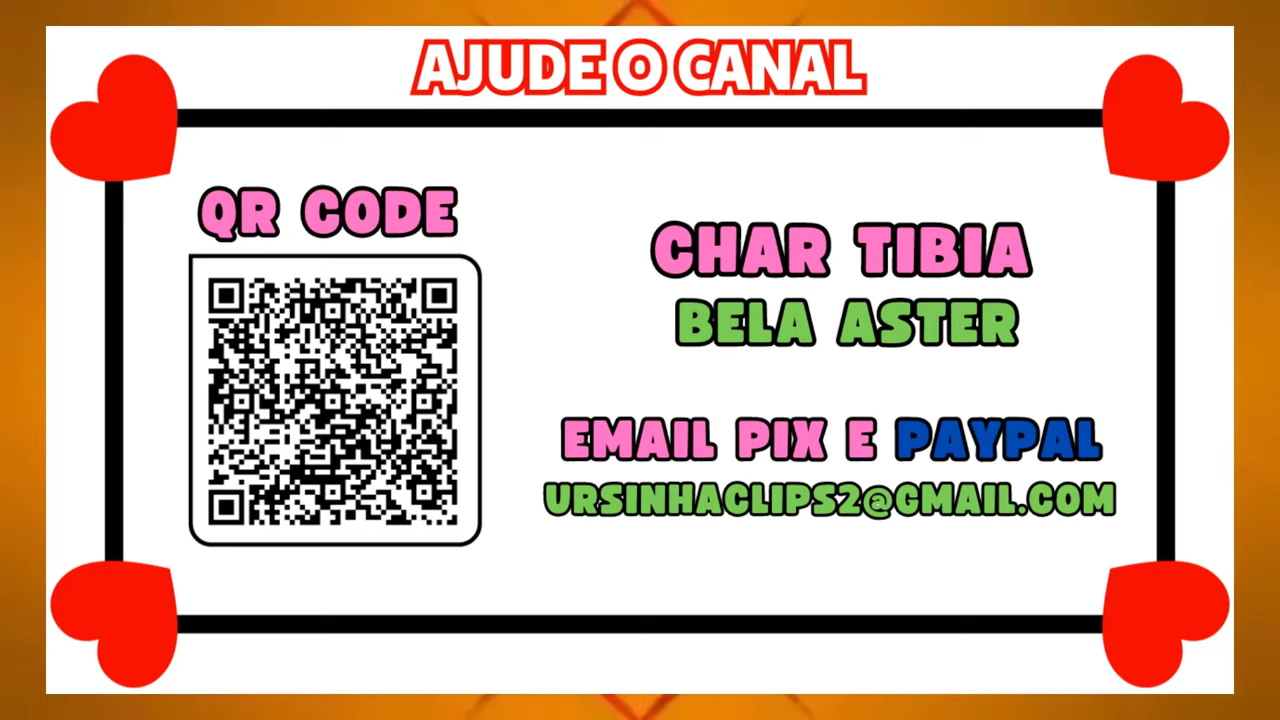 AJUDE O CANAL
QR CODE
CHAR TIBIA
BELA ASTER
EMAIL PIX E PAYPAL
URSINHACLIPS2@GMAIL.COM